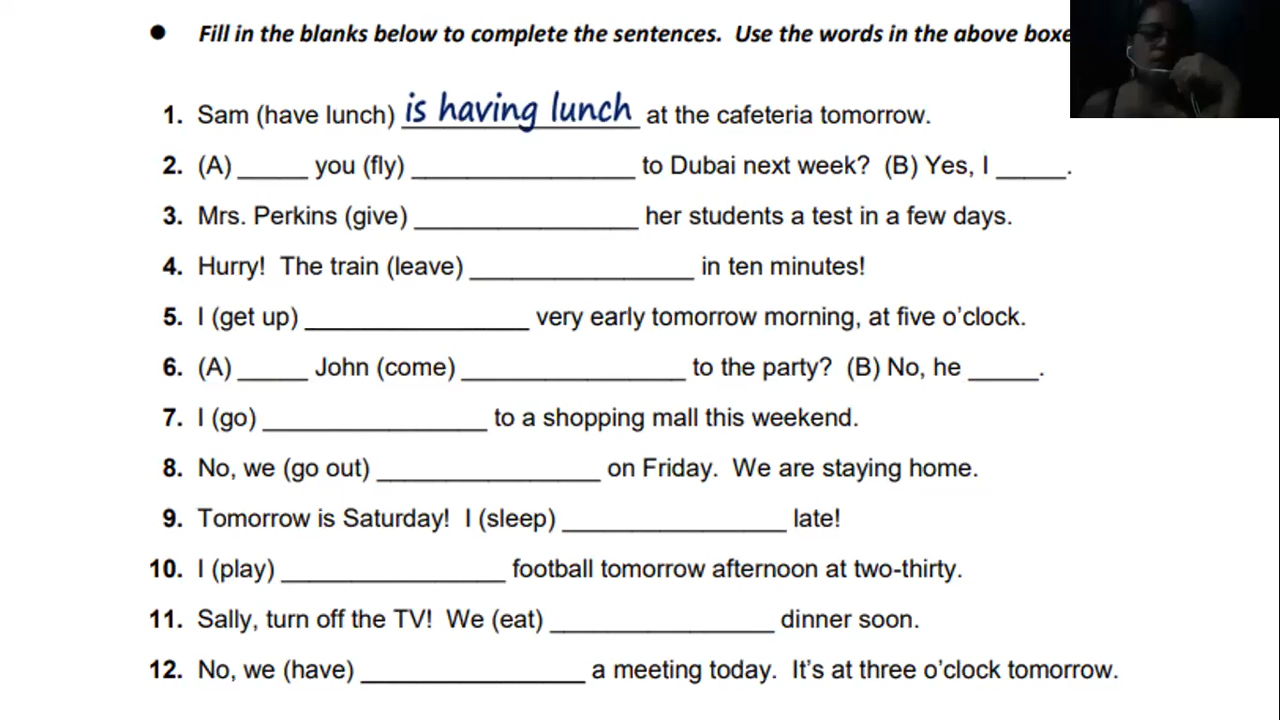 ● Fill in the blanks below to complete the sentences. Use the words in the above boxe
1. Sam (have lunch) is having lunch at the cafeteria tomorrow.
2. (A) _____ you (fly) ________________ to Dubai next week? (B) Yes, I _____.
3. Mrs. Perkins (give) ________________ her students a test in a few days.
4. Hurry! The train (leave) ________________ in ten minutes!
5. I (get up) ________________ very early tomorrow morning, at five o’clock.
6. (A) _____ John (come) ________________ to the party? (B) No, he _____.
7. I (go) ________________ to a shopping mall this weekend.
8. No, we (go out) ________________ on Friday. We are staying home.
9. Tomorrow is Saturday! I (sleep) ________________ late!
10. I (play) ________________ football tomorrow afternoon at two-thirty.
11. Sally, turn off the TV! We (eat) ________________ dinner soon.
12. No, we (have) ________________ a meeting today. It’s at three o’clock tomorrow.